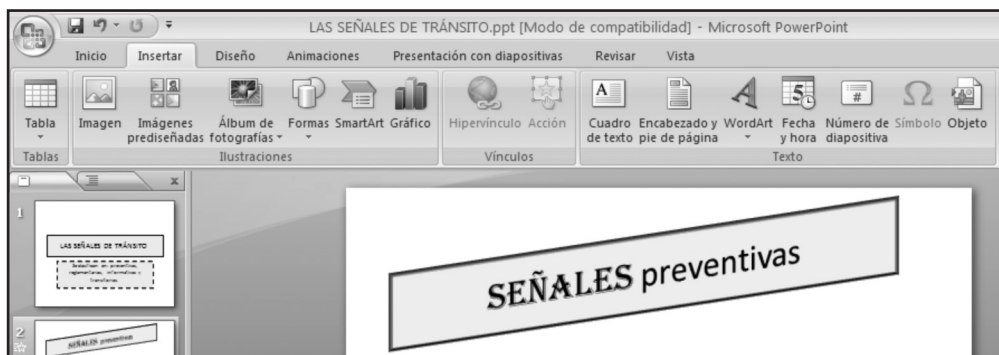 LAS SEÑALES DE TRÁNSITO.ppt [Modo de compatibilidad] - Microsoft PowerPoint
Inicio Insertar Diseño Animaciones Presentación con diapositivas Revisar Vista
Tabla Imagen Imágenes prediseñadas Álbum de fotografías Formas SmartArt Gráfico Hipervínculo Acción Cuadro de texto Encabezado y pie de página WordArt Fecha y hora Número de diapositiva Símbolo Objeto
Tablas Ilustraciones Vínculos Texto
1
LAS SEÑALES DE TRÁNSITO
2
SEÑALES preventivas
SEÑALES preventivas